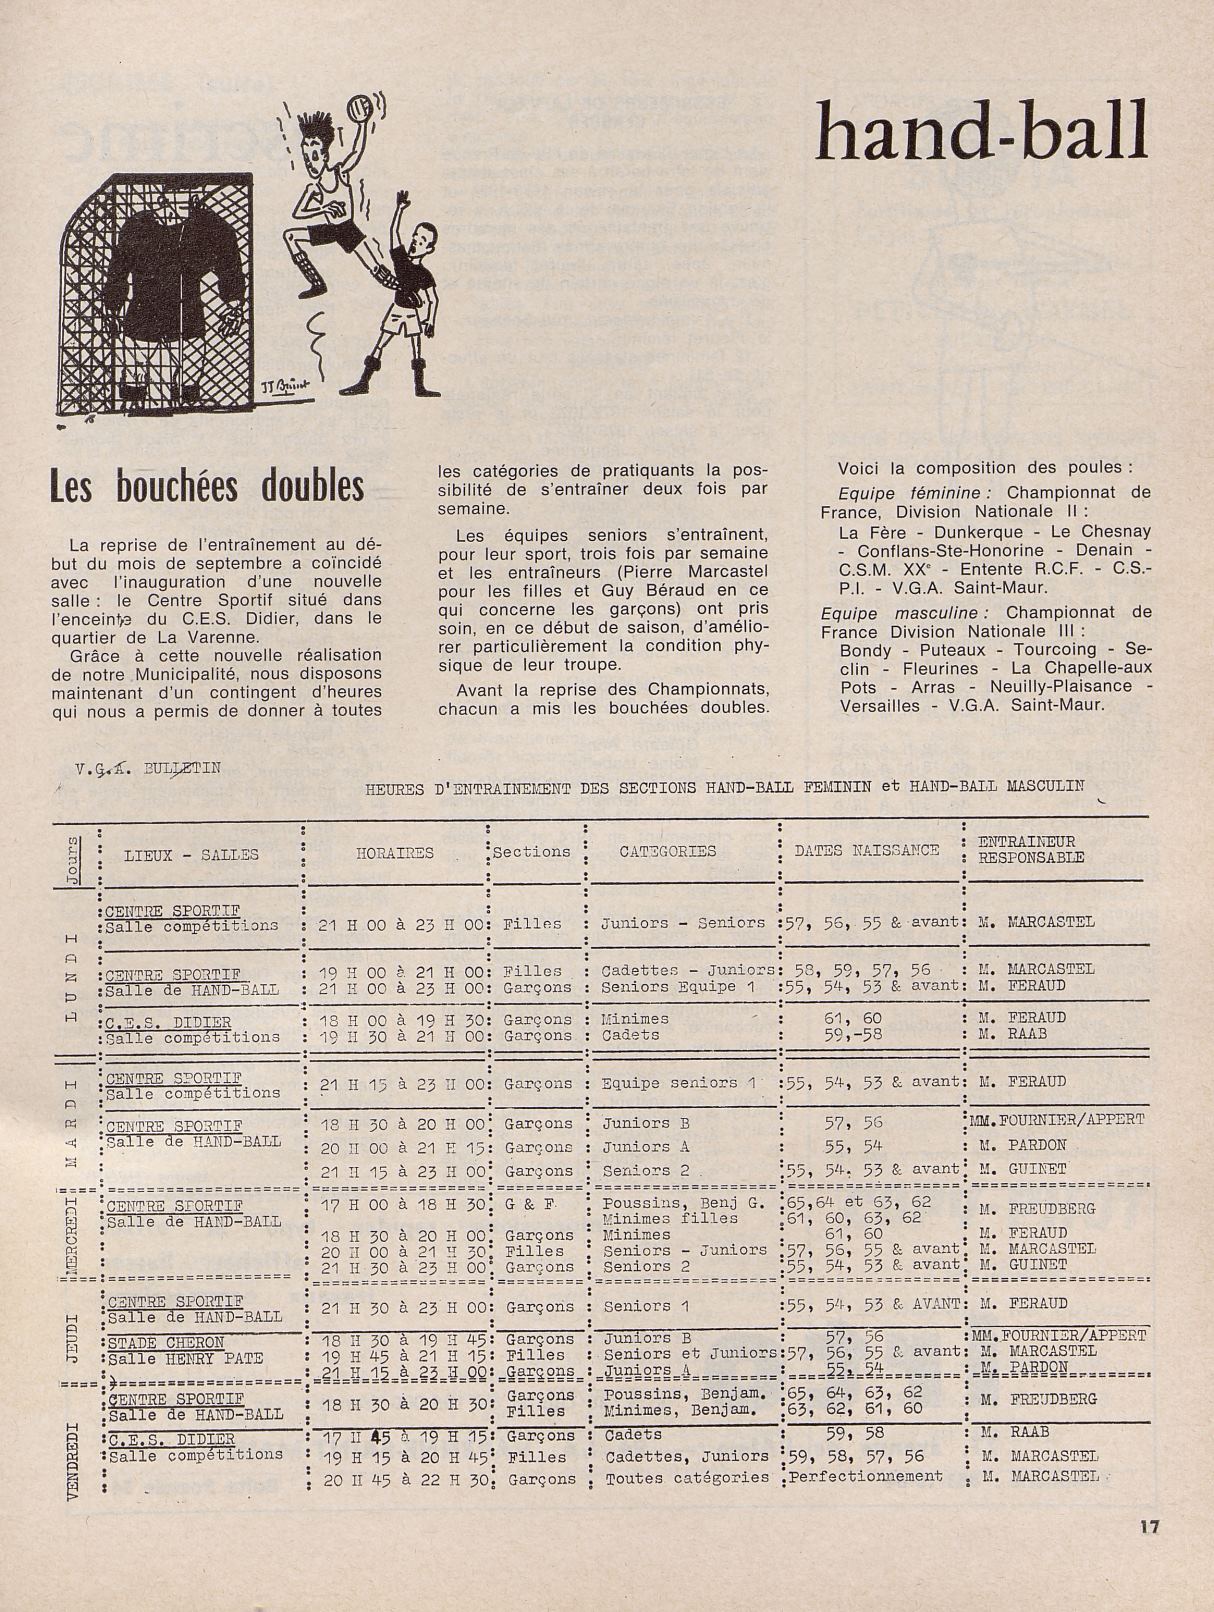 hand-ball
Les bouchées doubles
La reprise de l'entraînement au dé-
but du mois de septembre a coïncidé
avec l'inauguration d'une nouvelle
salle : le Centre Sportif situé dans
l'enceinte du C.E.S. Didier, dans le
quartier de La Varenne.
Grâce à cette nouvelle réalisation
de notre Municipalité, nous disposons
maintenant d'un contingent d'heures
qui nous a permis de donner à toutes
les catégories de pratiquants la pos-
sibilité de s'entraîner deux fois par
semaine.
Les équipes seniors s'entraînent,
pour leur sport, trois fois par semaine
et les entraîneurs (Pierre Marcastel
pour les filles et Guy Béraud en ce
qui concerne les garçons) ont pris
soin, en ce début de saison, d'amélio-
rer particulièrement la condition phy-
sique de leur troupe.
Avant la reprise des Championnats,
chacun a mis les bouchées doubles.
Voici la composition des poules :
Equipe féminine : Championnat de
France, Division Nationale II :
La Fère - Dunkerque - Le Chesnay
- Conflans-Ste-Honorine - Denain -
C.S.M. XXe - Entente R.C.F. - C.S.-
P.I. - V.G.A. Saint-Maur.
Equipe masculine : Championnat de
France Division Nationale III :
Bondy - Puteaux - Tourcoing - Se-
clin - Fleurines - La Chapelle-aux
Pots - Arras - Neuilly-Plaisance -
Versailles - V.G.A. Saint-Maur.
V.G.A. BULLETIN
HEURES D'ENTRAINEMENT DES SECTIONS HAND-BALL FEMININ et HAND-BALL MASCULIN
Jours : LIEUX - SALLES : HORAIRES : Sections : CATEGORIES : DATES NAISSANCE : ENTRAINEUR RESPONSABLE
LUNDI
CENTRE SPORTIF
Salle compétitions : 21 H 00 à 23 H 00: Filles : Juniors - Seniors :57, 56, 55 & avant: M. MARCASTEL
CENTRE SPORTIF : 19 H 00 à 21 H 00: Filles : Cadettes - Juniors: 58, 59, 57, 56 : M. MARCASTEL
Salle de HAND-BALL : 21 H 00 à 23 H 00: Garçons : Seniors Equipe 1 :55, 54, 53 & avant: M. FERAUD
C.E.S. DIDIER : 18 H 00 à 19 H 30: Garçons : Minimes : 61, 60 : M. FERAUD
Salle compétitions : 19 H 30 à 21 H 00: Garçons : Cadets : 59,-58 : M. RAAB
MARDI
CENTRE SPORTIF
Salle compétitions : 21 H 15 à 23 H 00: Garçons : Equipe seniors 1 :55, 54, 53 & avant: M. FERAUD
CENTRE SPORTIF : 18 H 30 à 20 H 00: Garçons : Juniors B : 57, 56 :MM.FOURNIER/APPERT
Salle de HAND-BALL : 20 H 00 à 21 H 15: Garçons : Juniors A : 55, 54 : M. PARDON
21 H 15 à 23 H 00: Garçons : Seniors 2 :55, 54. 53 & avant: M. GUINET
MERCREDI
CENTRE SPORTIF : 17 H 00 à 18 H 30: G & F : Poussins, Benj G. :65,64 et 63, 62 : M. FREUDBERG
Salle de HAND-BALL : Minimes filles :61, 60, 63, 62
18 H 30 à 20 H 00: Garçons : Minimes : 61, 60 : M. FERAUD
20 H 00 à 21 H 30: Filles : Seniors - Juniors :57, 56, 55 & avant: M. MARCASTEL
21 H 30 à 23 H 00: Garçons : Seniors 2 :55, 54, 53 & avant: M. GUINET
JEUDI
CENTRE SPORTIF
Salle de HAND-BALL : 21 H 30 à 23 H 00: Garçons : Seniors 1 :55, 54, 53 & AVANT: M. FERAUD
STADE CHERON : 18 H 30 à 19 H 45: Garçons : Juniors B : 57, 56 :MM.FOURNIER/APPERT
Salle HENRY PATE : 19 H 45 à 21 H 15: Filles : Seniors et Juniors:57, 56, 55 & avant: M. MARCASTEL
21 H 15 à 23 H 00: Garçons : Juniors A : 55, 54 : M. PARDON
VENDREDI
CENTRE SPORTIF : 18 H 30 à 20 H 30: Garçons : Poussins, Benjam. :65, 64, 63, 62 : M. FREUDBERG
Salle de HAND-BALL : Filles : Minimes, Benjam. :63, 62, 61, 60
C.E.S. DIDIER : 17 H 45 à 19 H 15: Garçons : Cadets : 59, 58 : M. RAAB
Salle compétitions : 19 H 15 à 20 H 45: Filles : Cadettes, Juniors :59, 58, 57, 56 : M. MARCASTEL
20 H 45 à 22 H 30: Garçons : Toutes catégories :Perfectionnement : M. MARCASTEL
17